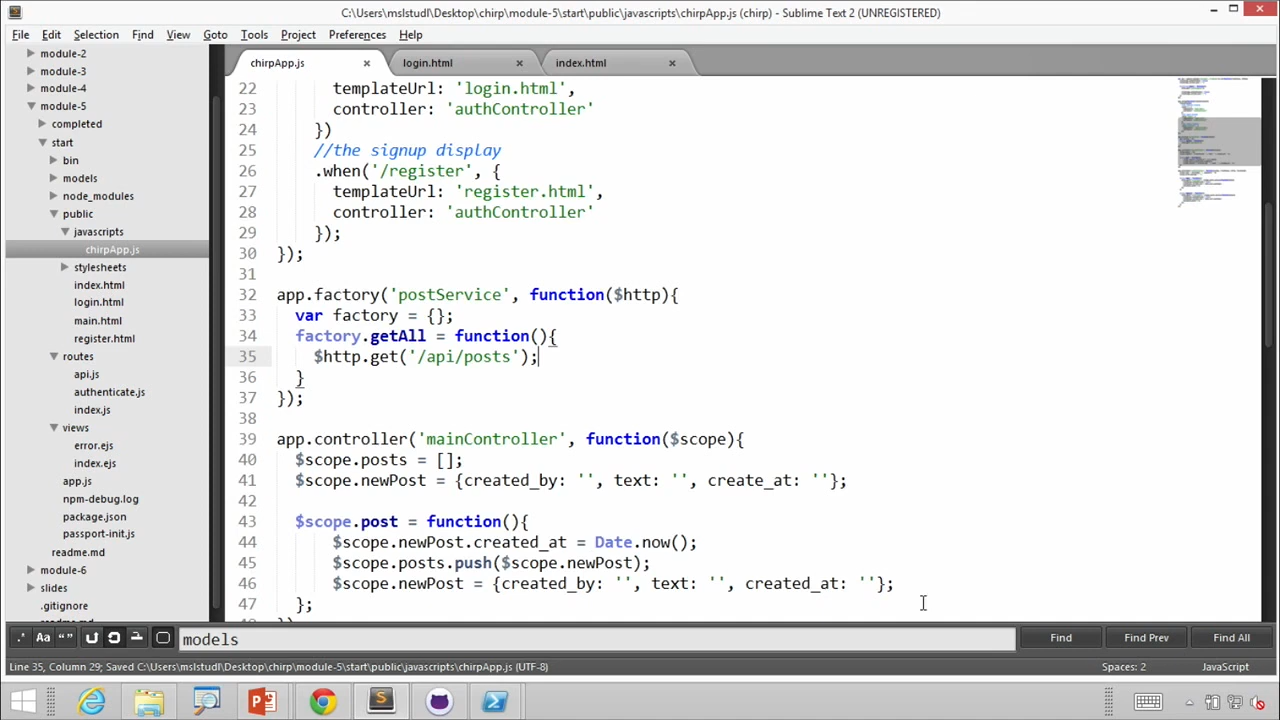 C:\Users\mslstudl\Desktop\chirp\module-5\start\public\javascripts\chirpApp.js (chirp) - Sublime Text 2 (UNREGISTERED)
File Edit Selection Find View Goto Tools Project Preferences Help
module-2
module-3
module-4
module-5
completed
start
bin
models
node_modules
public
javascripts
chirpApp.js
stylesheets
index.html
login.html
main.html
register.html
routes
api.js
authenticate.js
index.js
views
error.ejs
index.ejs
app.js
npm-debug.log
package.json
passport-init.js
readme.md
module-6
slides
.gitignore
chirpApp.js × login.html × index.html ×
22 templateUrl: 'login.html',
23 controller: 'authController'
24 })
25 //the signup display
26 .when('/register', {
27 templateUrl: 'register.html',
28 controller: 'authController'
29 });
30 });
31
32 app.factory('postService', function($http){
33 var factory = {};
34 factory.getAll = function(){
35 $http.get('/api/posts');
36 }
37 });
38
39 app.controller('mainController', function($scope){
40 $scope.posts = [];
41 $scope.newPost = {created_by: '', text: '', create_at: ''};
42
43 $scope.post = function(){
44 $scope.newPost.created_at = Date.now();
45 $scope.posts.push($scope.newPost);
46 $scope.newPost = {created_by: '', text: '', created_at: ''};
47 };
.* Aa “” models Find Find Prev Find All
Line 35, Column 29; Saved C:\Users\mslstudl\Desktop\chirp\module-5\start\public\javascripts\chirpApp.js (UTF-8) Spaces: 2 JavaScript